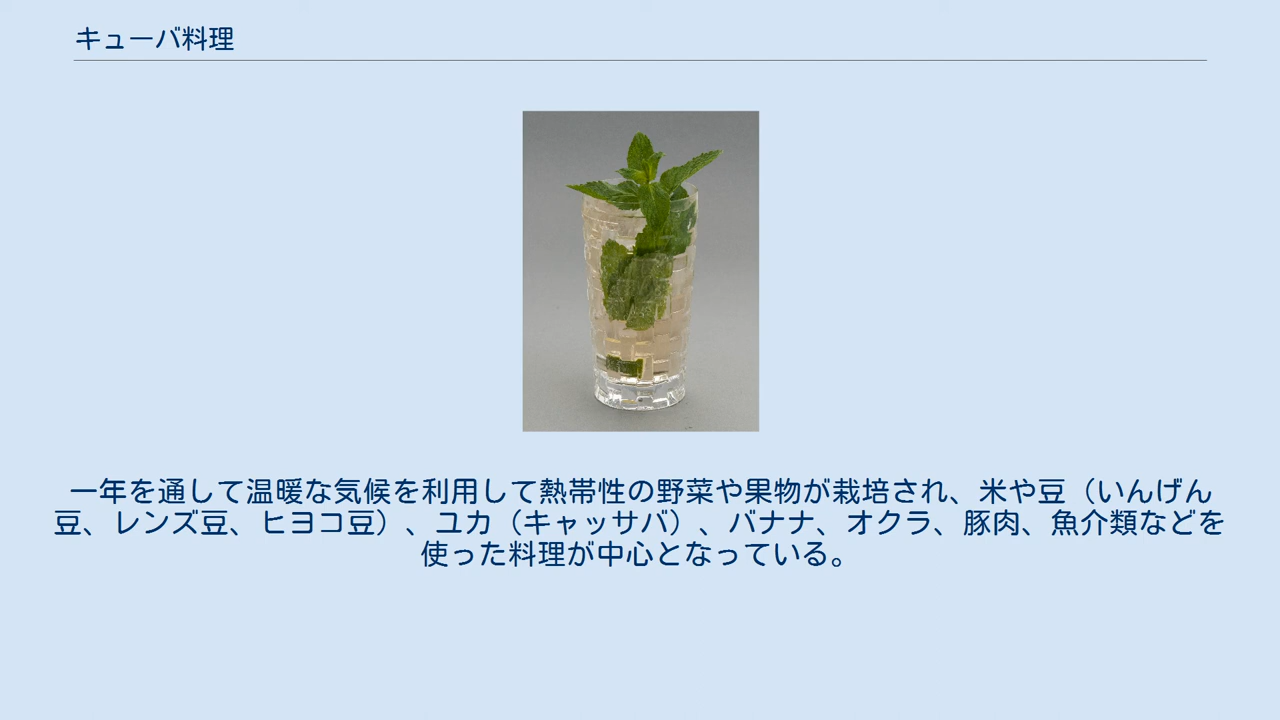 キューバ料理
一年を通して温暖な気候を利用して熱帯性の野菜や果物が栽培され、米や豆（いんげん
豆、レンズ豆、ヒヨコ豆）、ユカ（キャッサバ）、バナナ、オクラ、豚肉、魚介類などを
使った料理が中心となっている。